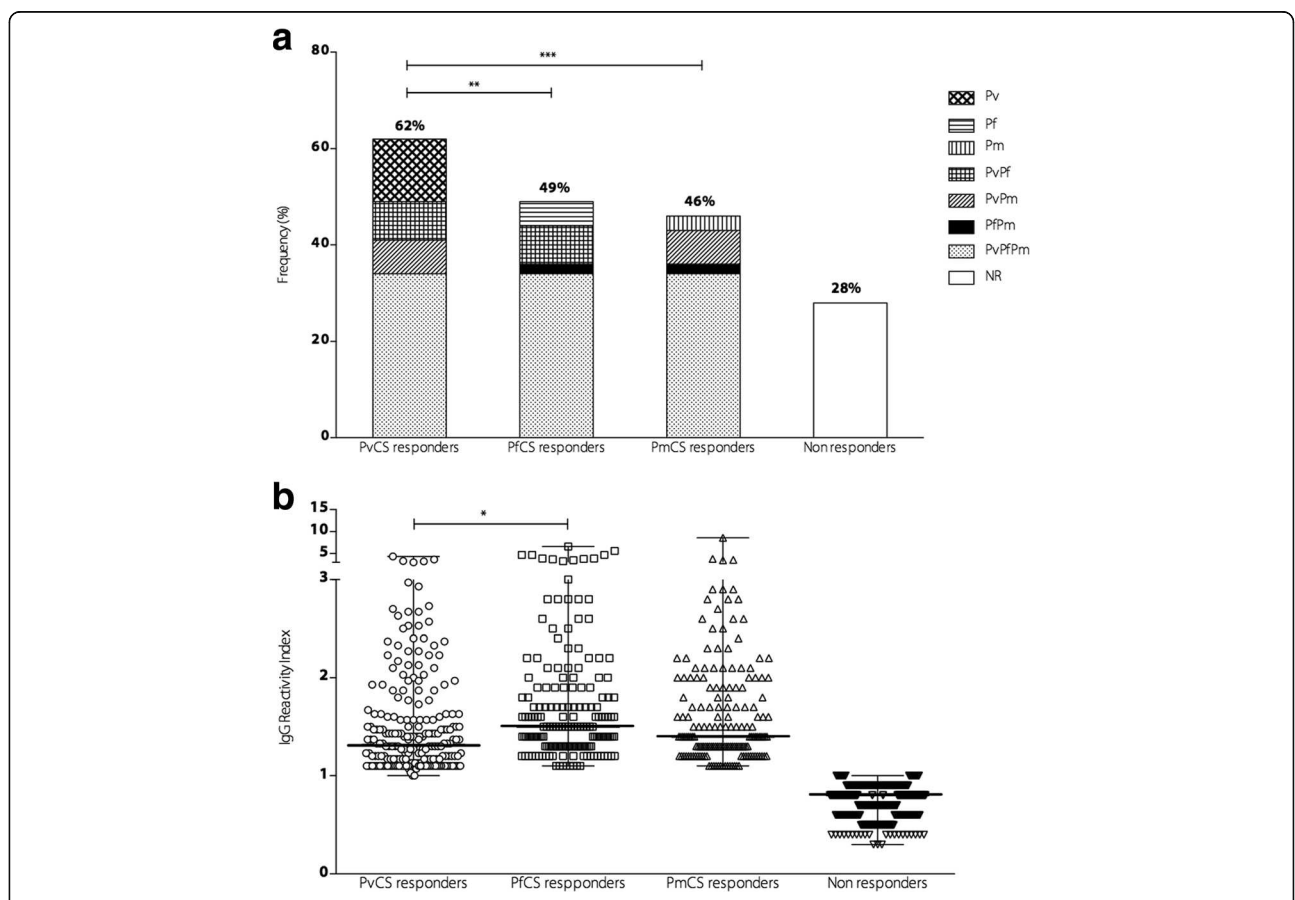 a
80
60
40
20
0
Frequency (%)
***
**
62%
49%
46%
28%
PvCS responders
PfCS responders
PmCS responders
Non responders
Pv
Pf
Pm
PvPf
PvPm
PfPm
PvPfPm
NR
b
15
10
5
3
2
1
0
IgG Reactivity Index
*
PvCS responders
PfCS respponders
PmCS responders
Non responders